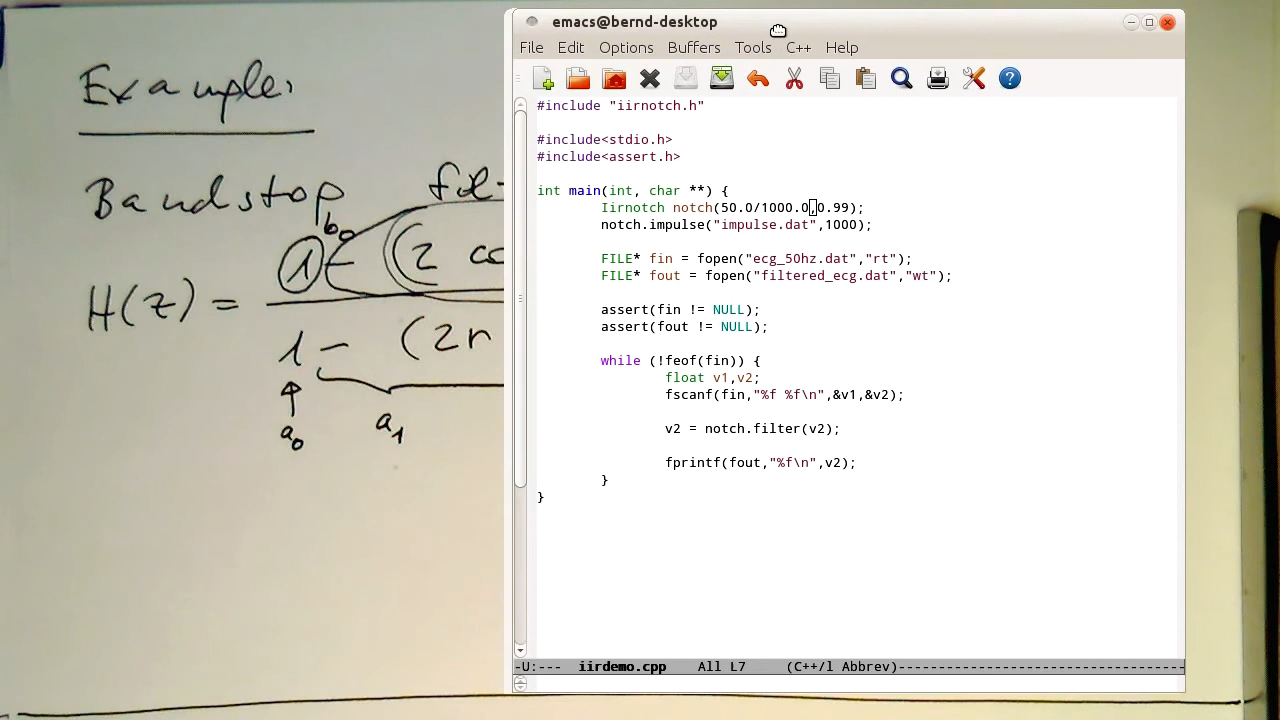 Example:
Bandstop fil
b0
1 - (2 co
H(z) =
1 - (2r
a0
a1
emacs@bernd-desktop
File Edit Options Buffers Tools C++ Help
#include "iirnotch.h"
#include<stdio.h>
#include<assert.h>
int main(int, char **) {
Iirnotch notch(50.0/1000.0,0.99);
notch.impulse("impulse.dat",1000);
FILE* fin = fopen("ecg_50hz.dat","rt");
FILE* fout = fopen("filtered_ecg.dat","wt");
assert(fin != NULL);
assert(fout != NULL);
while (!feof(fin)) {
float v1,v2;
fscanf(fin,"%f %f\n",&v1,&v2);
v2 = notch.filter(v2);
fprintf(fout,"%f\n",v2);
}
}
-U:--- iirdemo.cpp All L7 (C++/l Abbrev)------------------------------------